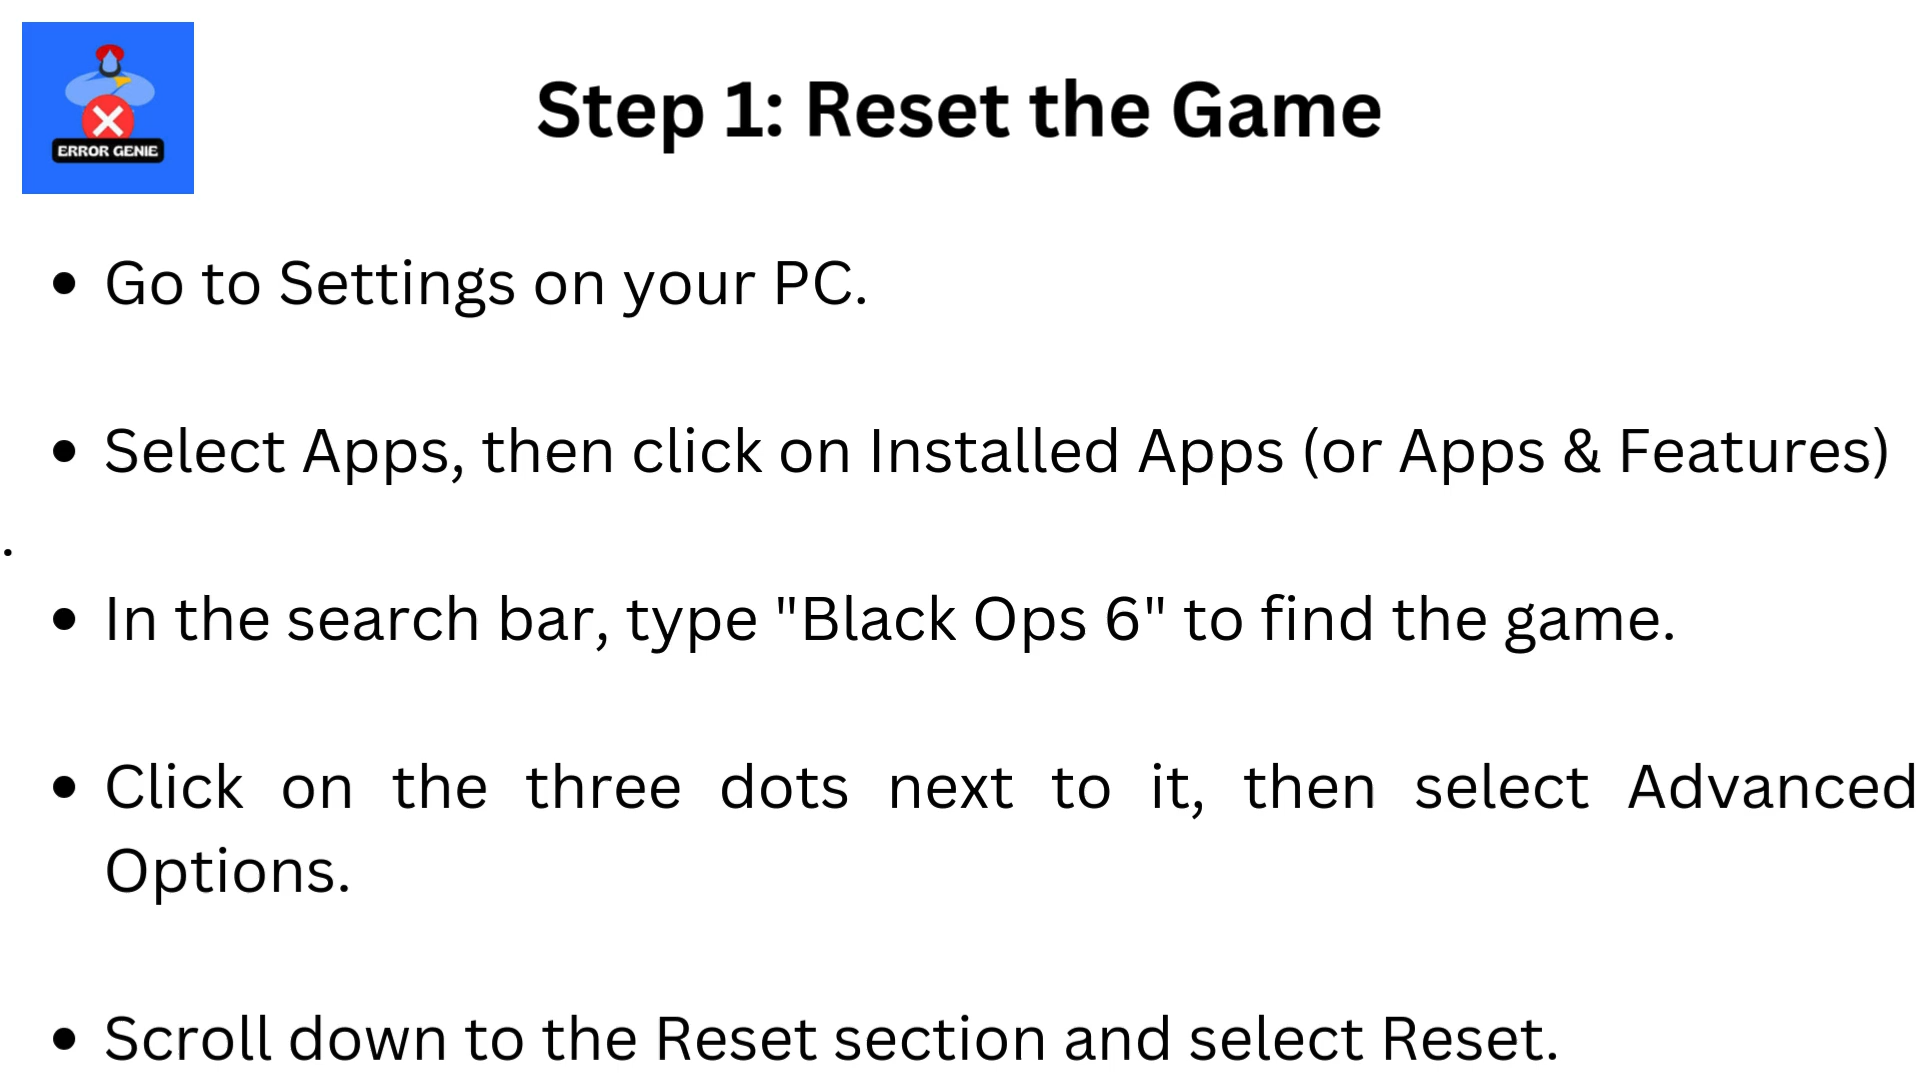 ERROR GENIE
Step 1: Reset the Game
• Go to Settings on your PC.
• Select Apps, then click on Installed Apps (or Apps & Features)
.
• In the search bar, type "Black Ops 6" to find the game.
• Click on the three dots next to it, then select Advanced
Options.
• Scroll down to the Reset section and select Reset.